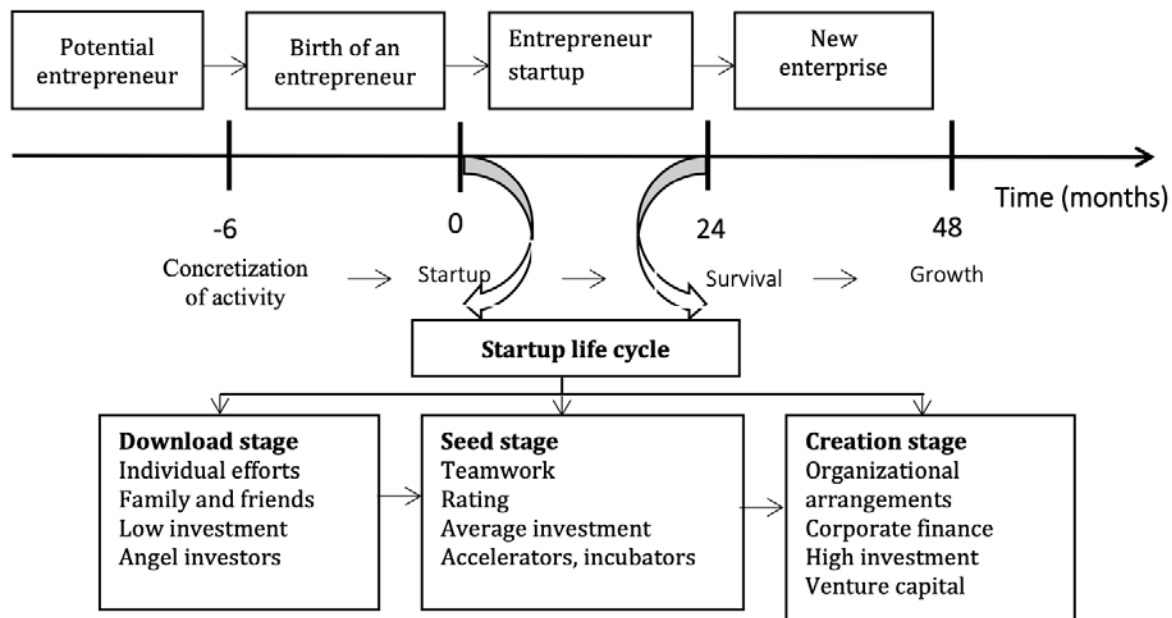 Potential
entrepreneur
Birth of an
entrepreneur
Entrepreneur
startup
New
enterprise
Time (months)
-6
0
24
48
Concretization
of activity
Startup
Survival
Growth
Startup life cycle
Download stage
Individual efforts
Family and friends
Low investment
Angel investors
Seed stage
Teamwork
Rating
Average investment
Accelerators, incubators
Creation stage
Organizational
arrangements
Corporate finance
High investment
Venture capital